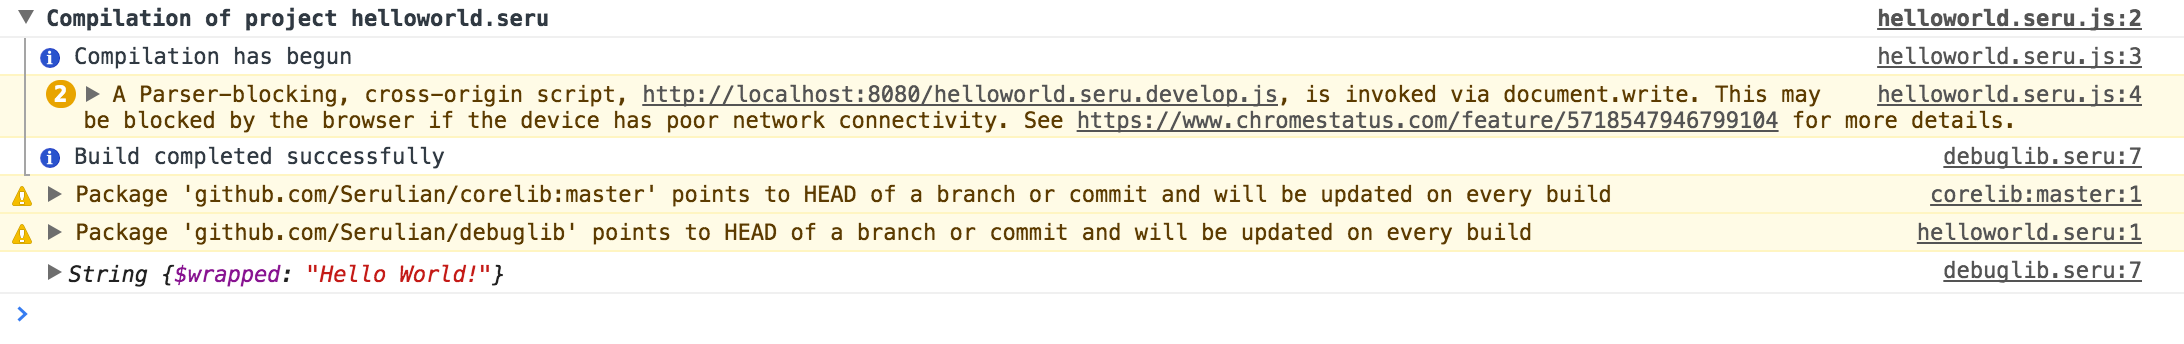 Compilation of project helloworld.seru helloworld.seru.js:2
Compilation has begun helloworld.seru.js:3
2 A Parser-blocking, cross-origin script, http://localhost:8080/helloworld.seru.develop.js, is invoked via document.write. This may helloworld.seru.js:4
be blocked by the browser if the device has poor network connectivity. See https://www.chromestatus.com/feature/5718547946799104 for more details.
Build completed successfully debuglib.seru:7
Package 'github.com/Serulian/corelib:master' points to HEAD of a branch or commit and will be updated on every build corelib:master:1
Package 'github.com/Serulian/debuglib' points to HEAD of a branch or commit and will be updated on every build helloworld.seru:1
String {$wrapped: "Hello World!"} debuglib.seru:7